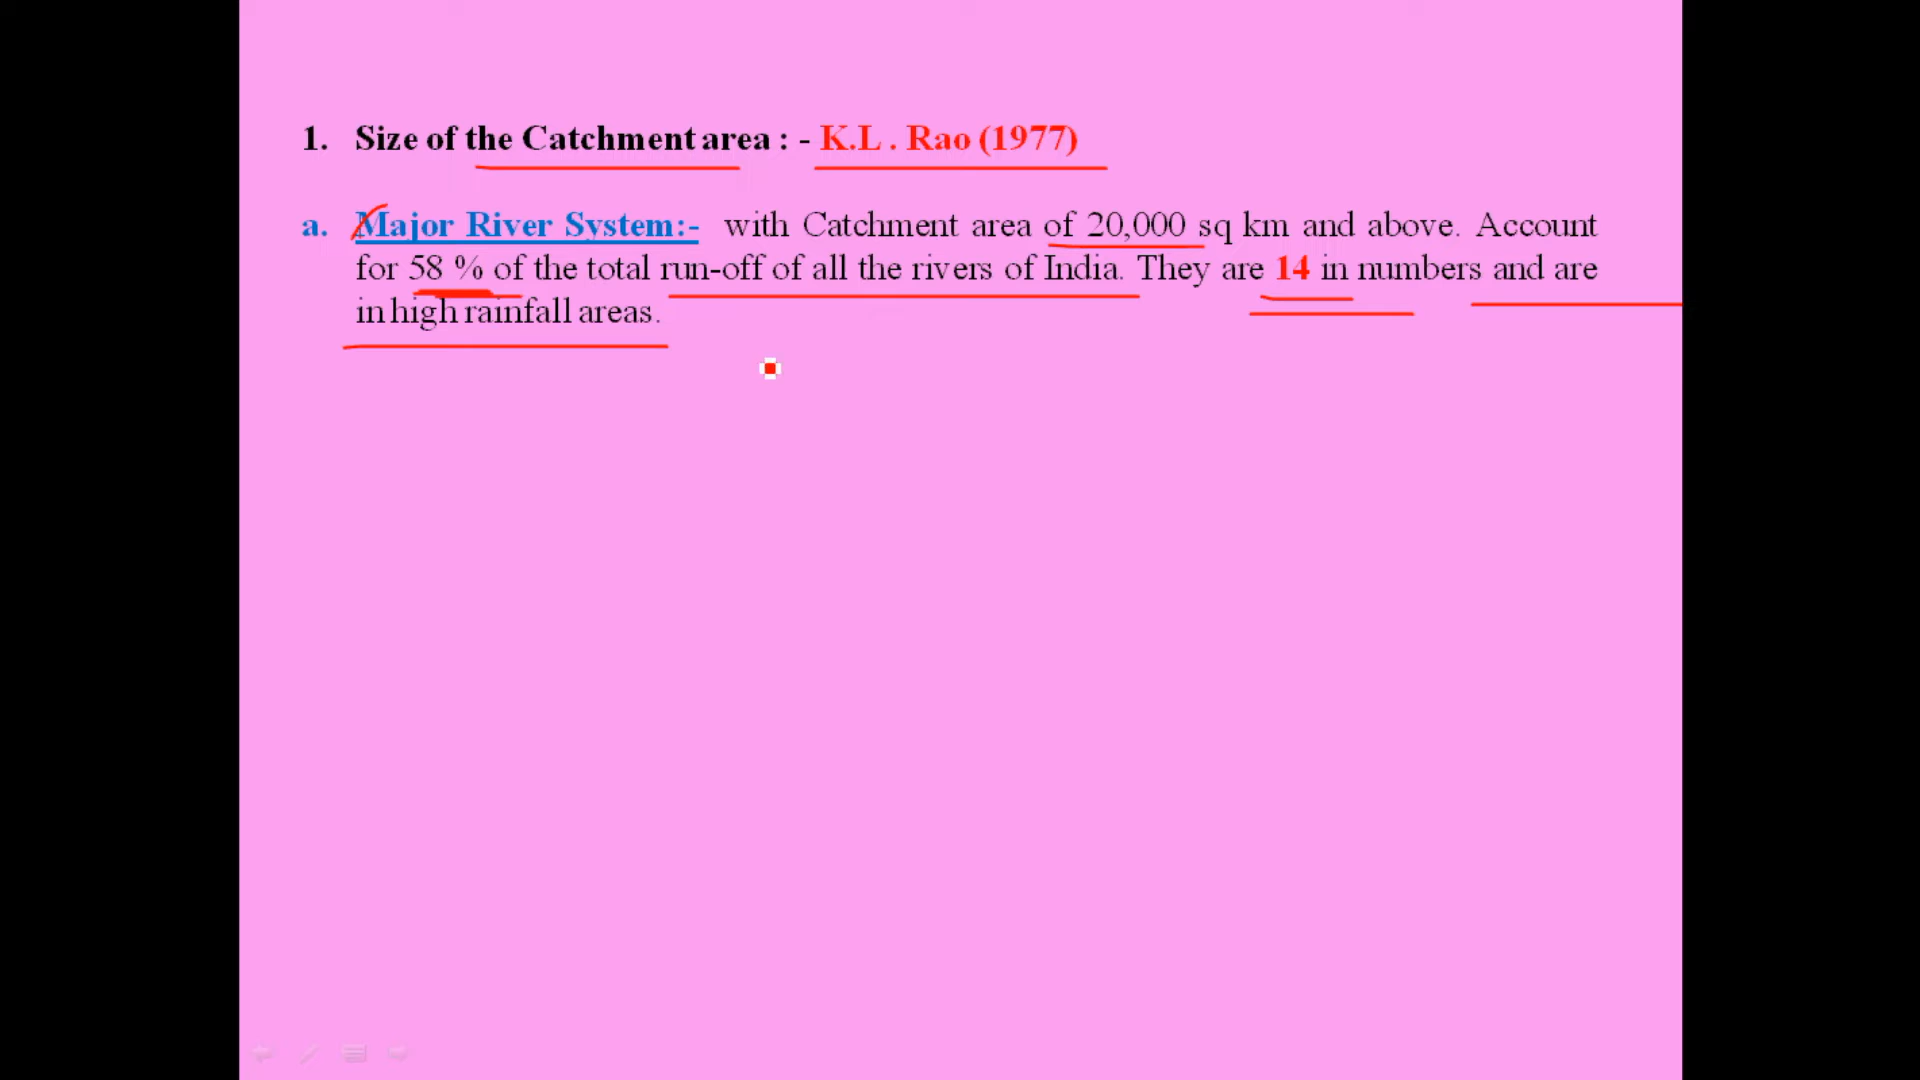 1. Size of the Catchment area : - K.L . Rao (1977)
a. Major River System:- with Catchment area of 20,000 sq km and above. Account
for 58 % of the total run-off of all the rivers of India. They are 14 in numbers and are
in high rainfall areas.